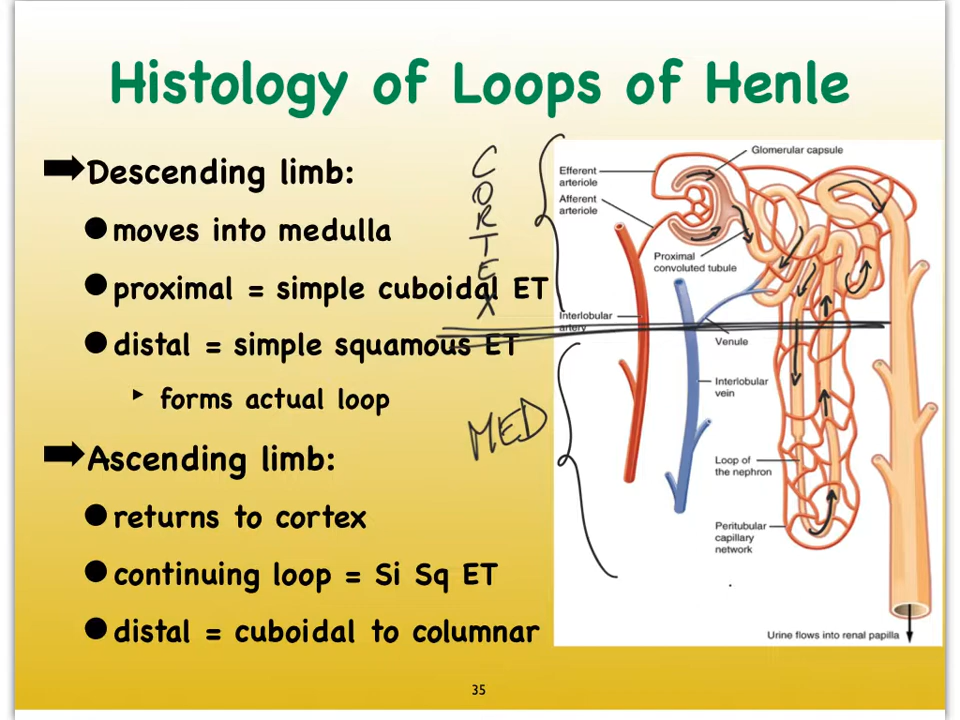 Histology of Loops of Henle
Descending limb:
moves into medulla
proximal = simple cuboidal ET
distal = simple squamous ET
forms actual loop
Ascending limb:
returns to cortex
continuing loop = Si Sq ET
distal = cuboidal to columnar
CORTEX
MED
Glomerular capsule
Efferent
arteriole
Afferent
arteriole
Proximal
convoluted tubule
Interlobular
artery
Venule
Interlobular
vein
Loop of
the nephron
Peritubular
capillary
network
Urine flows into renal papilla
35